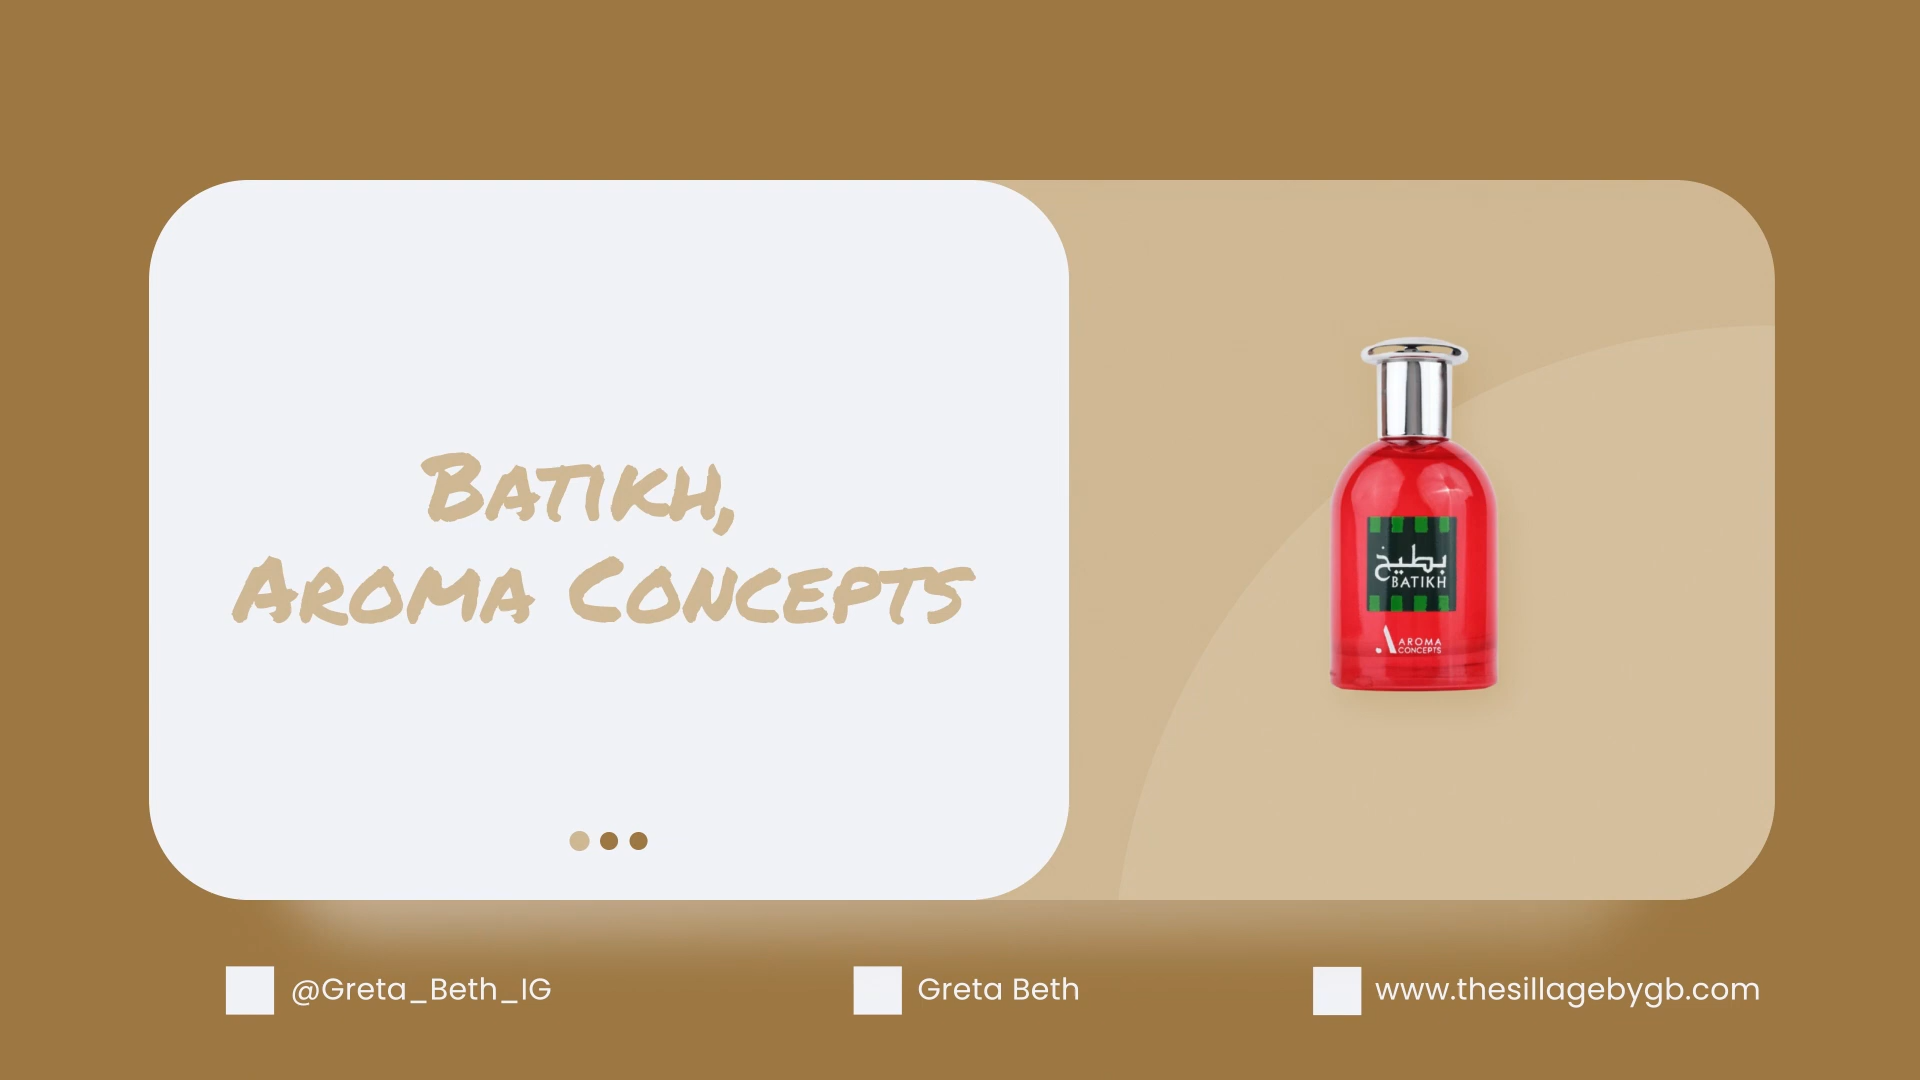 Batikh,
Aroma Concepts
بطيخ
BATIKH
AROMA
CONCEPTS
@Greta_Beth_IG
Greta Beth
www.thesillagebygb.com